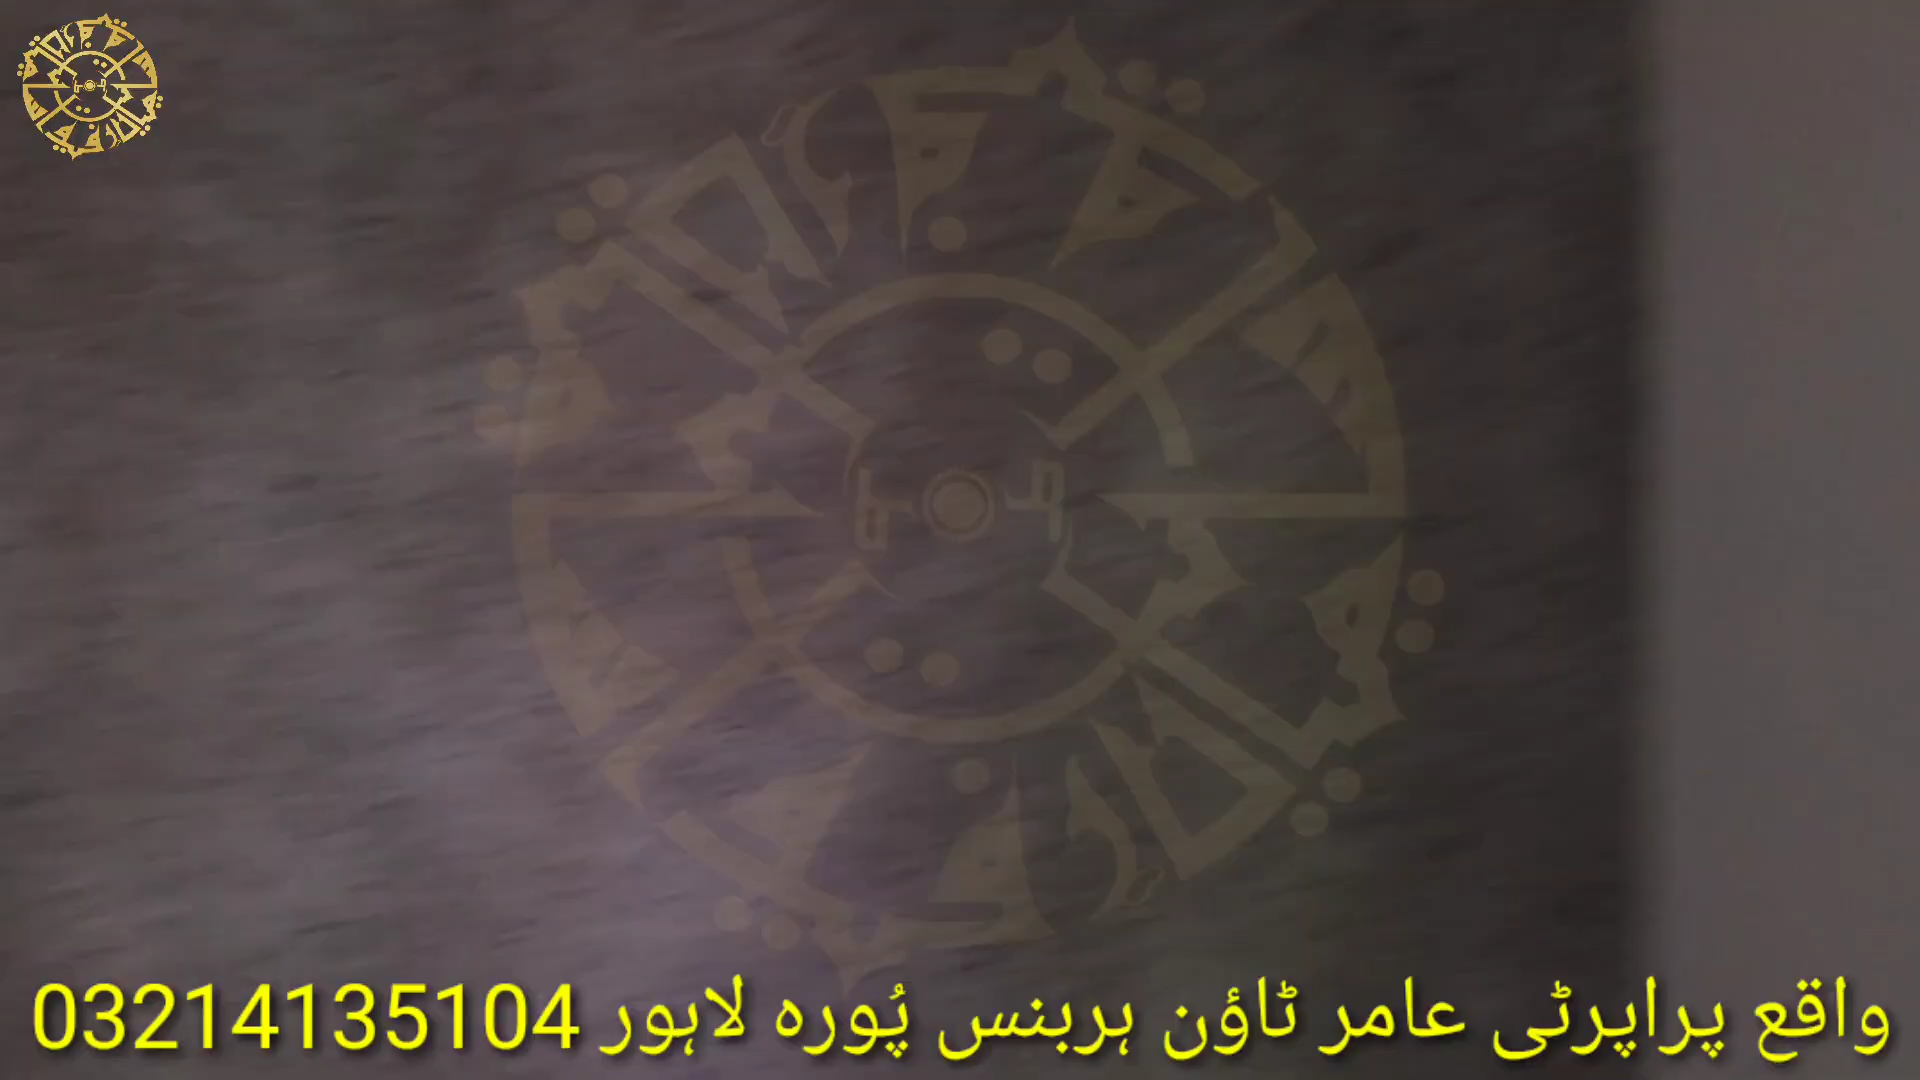 واقع پراپرٹی عامر ٹاؤن ہربنس پُورہ لاہور 03214135104